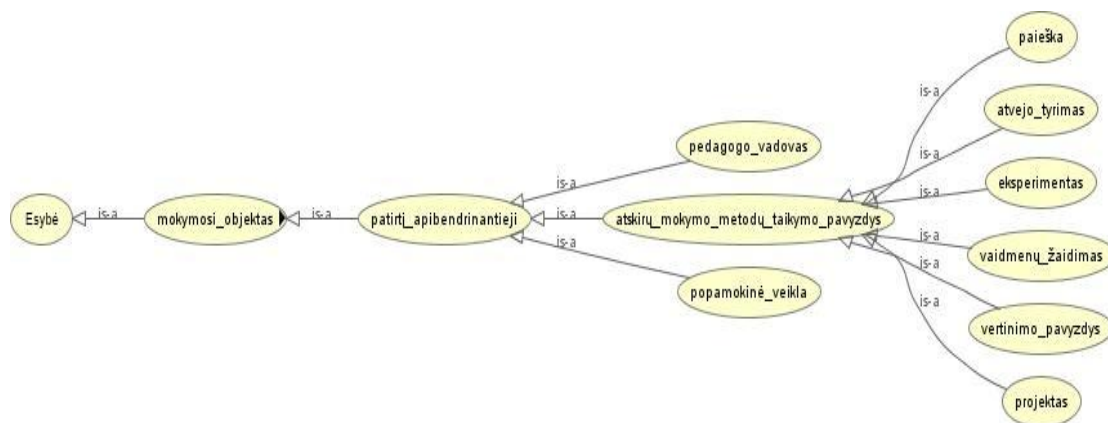 paieška
is-a
atvejo_tyrimas
is-a
pedagogo_vadovas
is-a
eksperimentas
is-a
Esybė
is-a
mokymosi_objektas
is-a
patirtį_apibendrinantieji
is-a
atskirų_mokymo_metodų_taikymo_pavyzdys
is-a
vaidmenų_žaidimas
is-a
is-a
popamokinė_veikla
vertinimo_pavyzdys
is-a
projektas